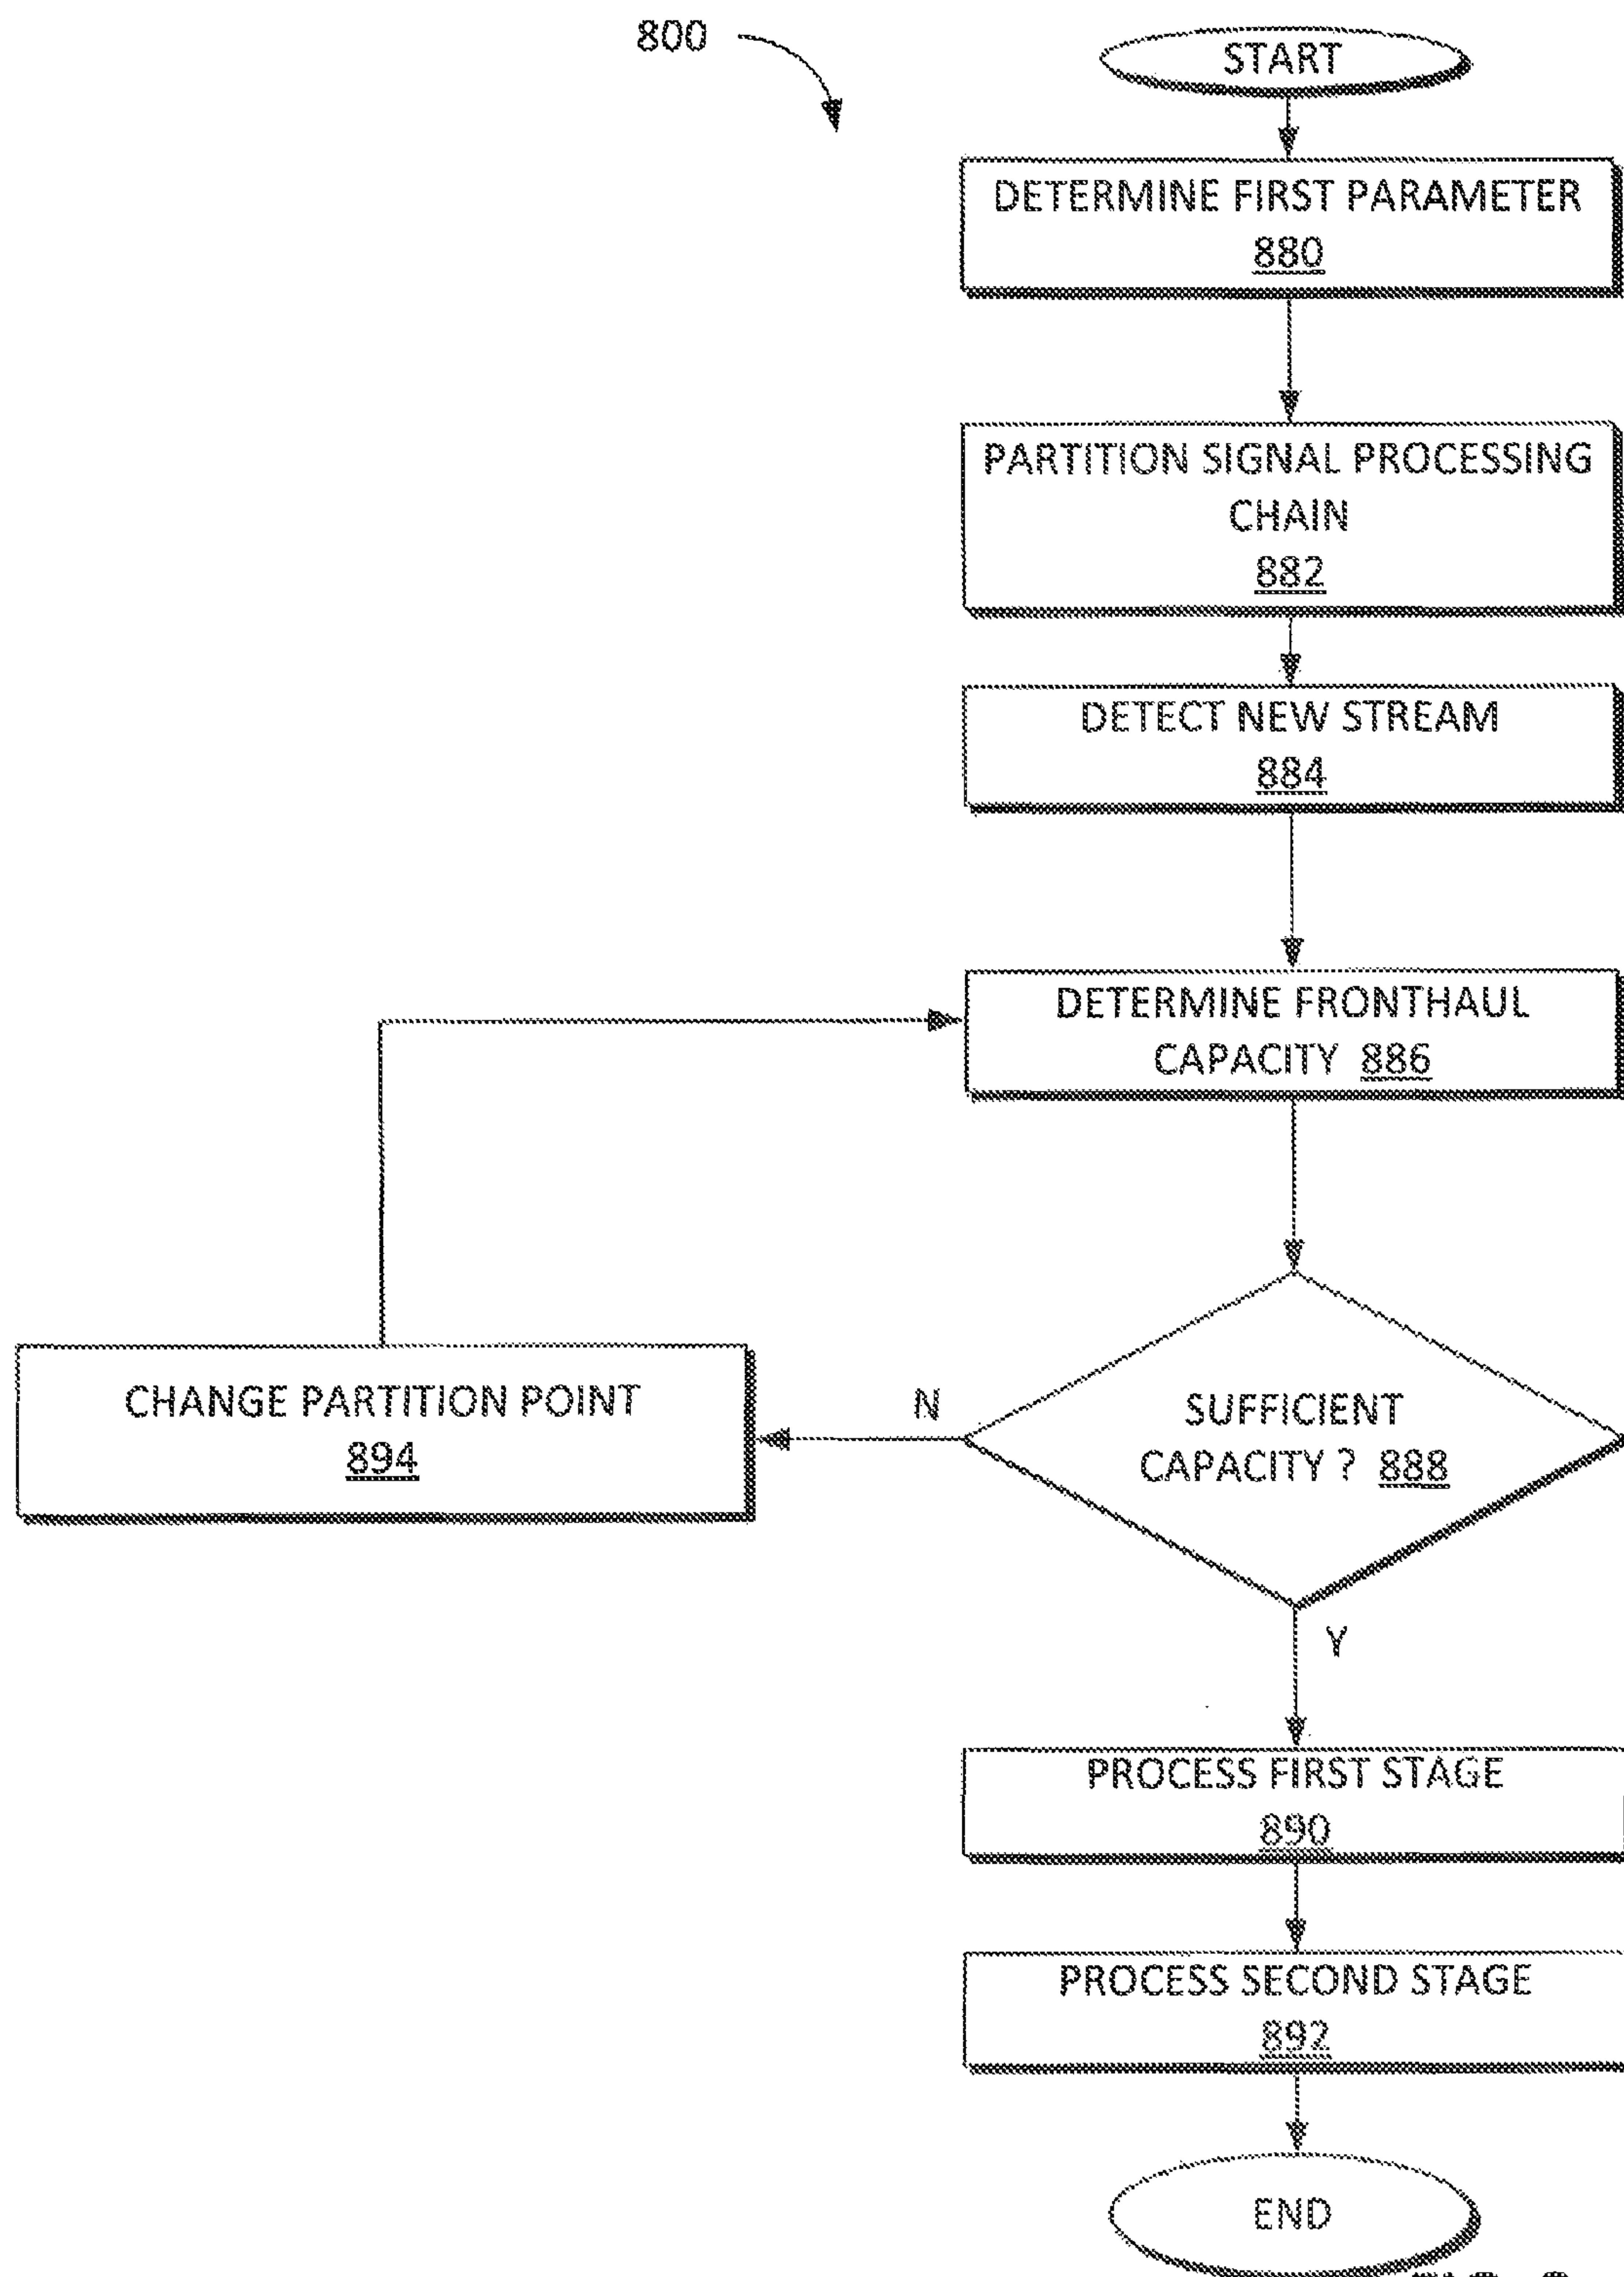 800
START
DETERMINE FIRST PARAMETER
880
PARTITION SIGNAL PROCESSING
CHAIN
882
DETECT NEW STREAM
884
DETERMINE FRONTHAUL
CAPACITY 886
CHANGE PARTITION POINT
894
N
SUFFICIENT
CAPACITY ? 888
Y
PROCESS FIRST STAGE
890
PROCESS SECOND STAGE
892
END